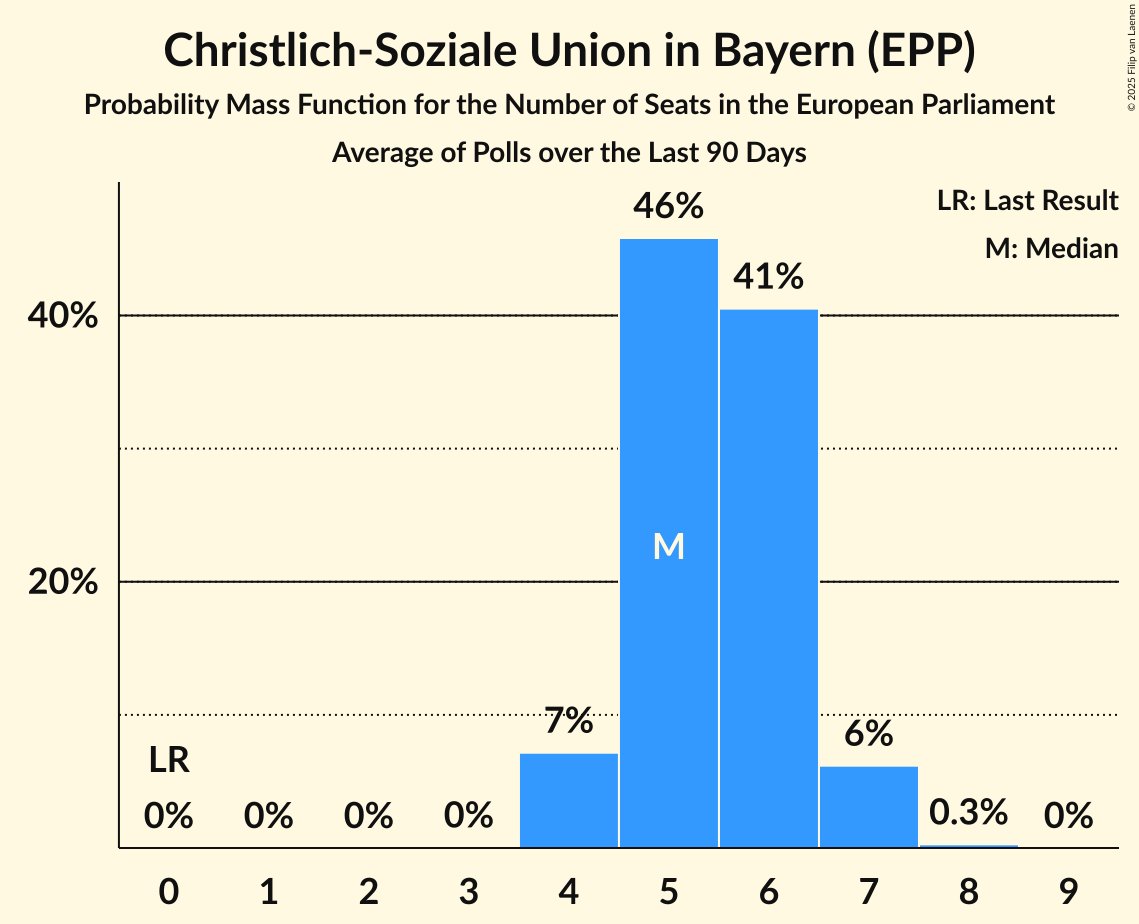 Christlich-Soziale Union in Bayern (EPP)
Probability Mass Function for the Number of Seats in the European Parliament
Average of Polls over the Last 90 Days
© 2025 Filip van Laenen
LR: Last Result
M: Median
46%
41%
40%
M
20%
7%
6%
LR
0% 0% 0% 0% 0.3% 0%
0 1 2 3 4 5 6 7 8 9